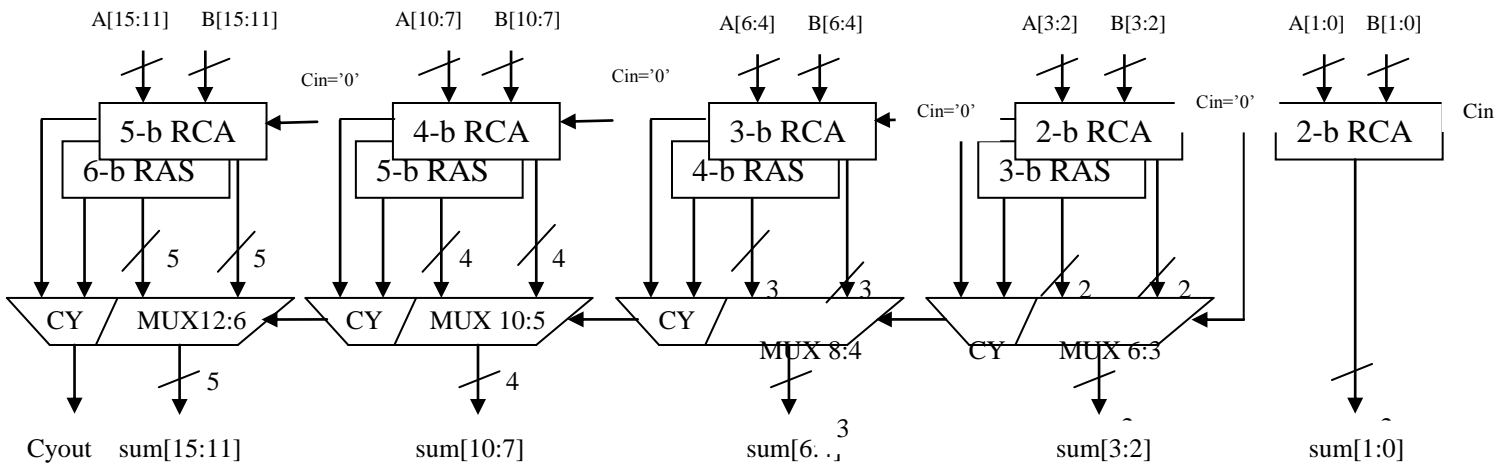 A[15:11] B[15:11] A[10:7] B[10:7] A[6:4] B[6:4] A[3:2] B[3:2] A[1:0] B[1:0]
Cin='0' Cin='0' Cin='0' Cin='0' Cin
5-b RCA 4-b RCA 3-b RCA 2-b RCA 2-b RCA
6-b RAS 5-b RAS 4-b RAS 3-b RAS
5 5 4 4 3 3 2 2
CY MUX12:6 CY MUX 10:5 CY MUX 8:4 CY MUX 6:3
5 4 3
Cyout sum[15:11] sum[10:7] sum[3:2] sum[1:0]